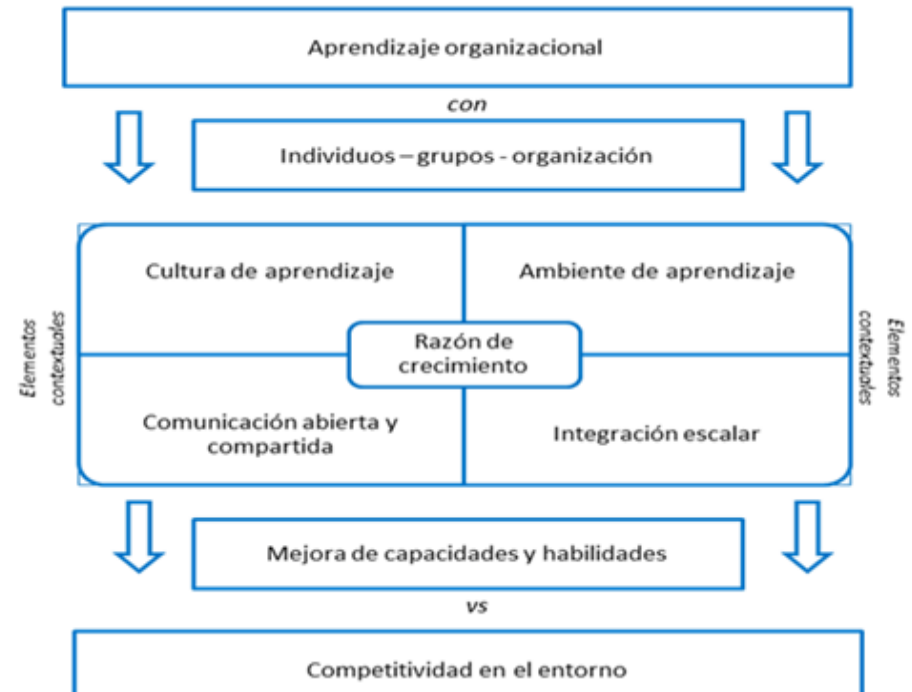 Aprendizaje organizacional
con
Individuos – grupos - organización
Elementos
contextuales
Cultura de aprendizaje
Ambiente de aprendizaje
Razón de
crecimiento
Comunicación abierta y
compartida
Integración escalar
Elementos
contextuales
Mejora de capacidades y habilidades
vs
Competitividad en el entorno